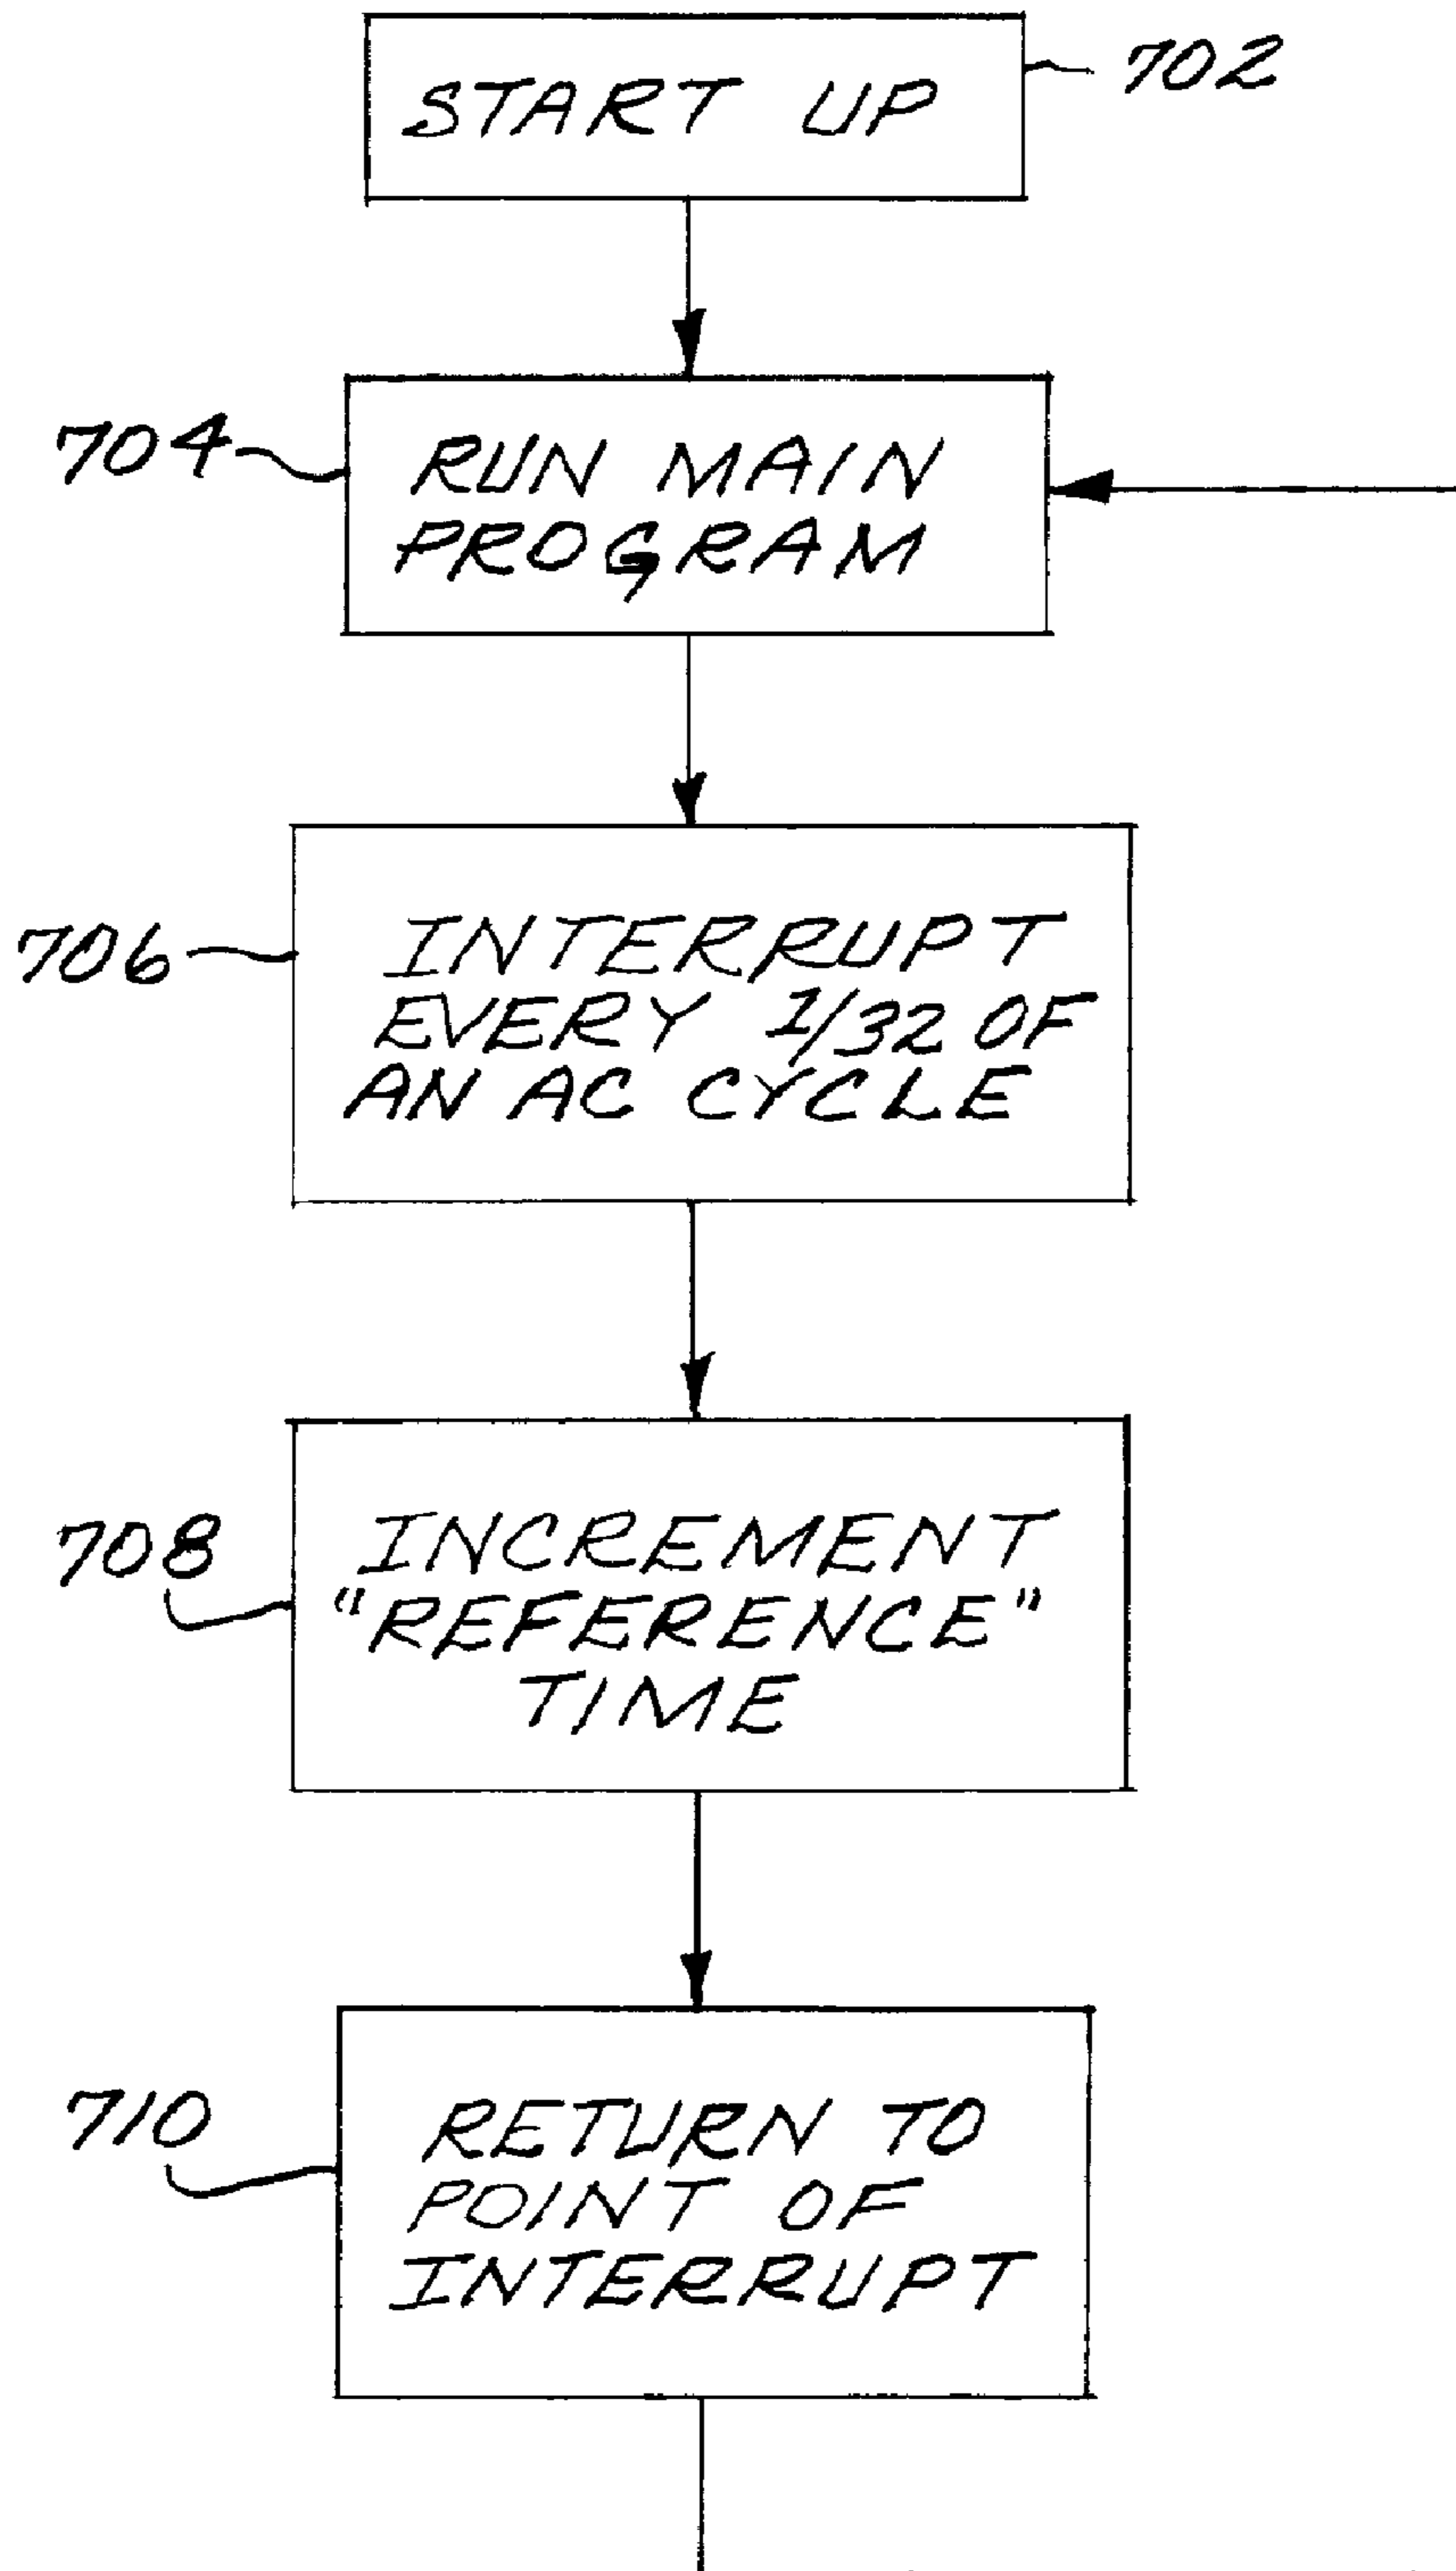 START UP
702
704
RUN MAIN
PROGRAM
706
INTERRUPT
EVERY 1/32 OF
AN AC CYCLE
708
INCREMENT
"REFERENCE"
TIME
710
RETURN TO
POINT OF
INTERRUPT